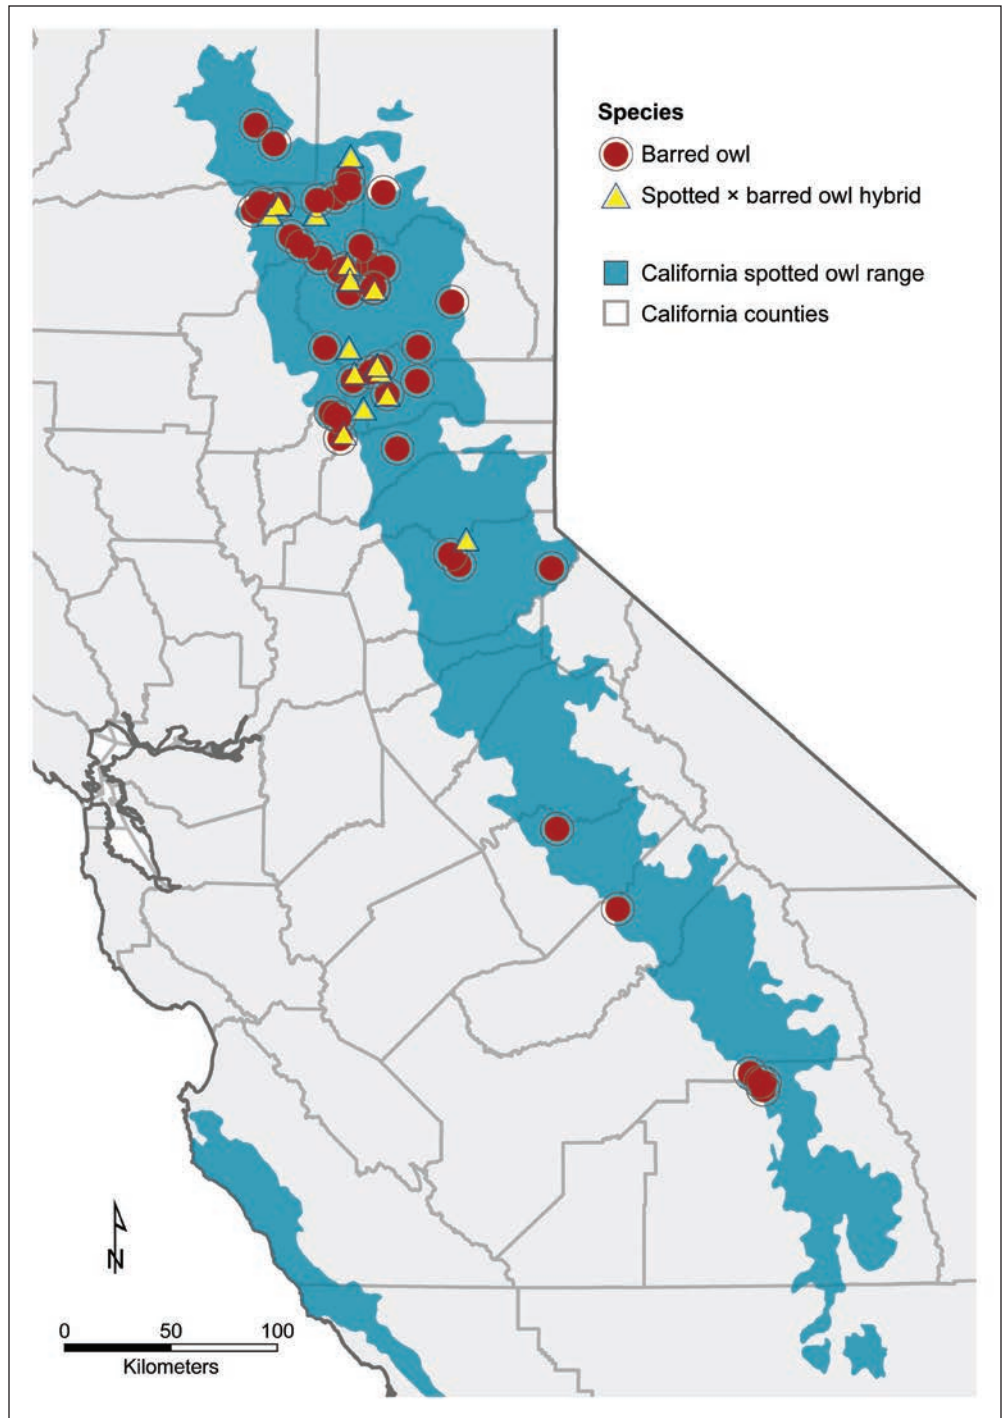 Species
Barred owl
Spotted × barred owl hybrid
California spotted owl range
California counties
N
0 50 100
Kilometers